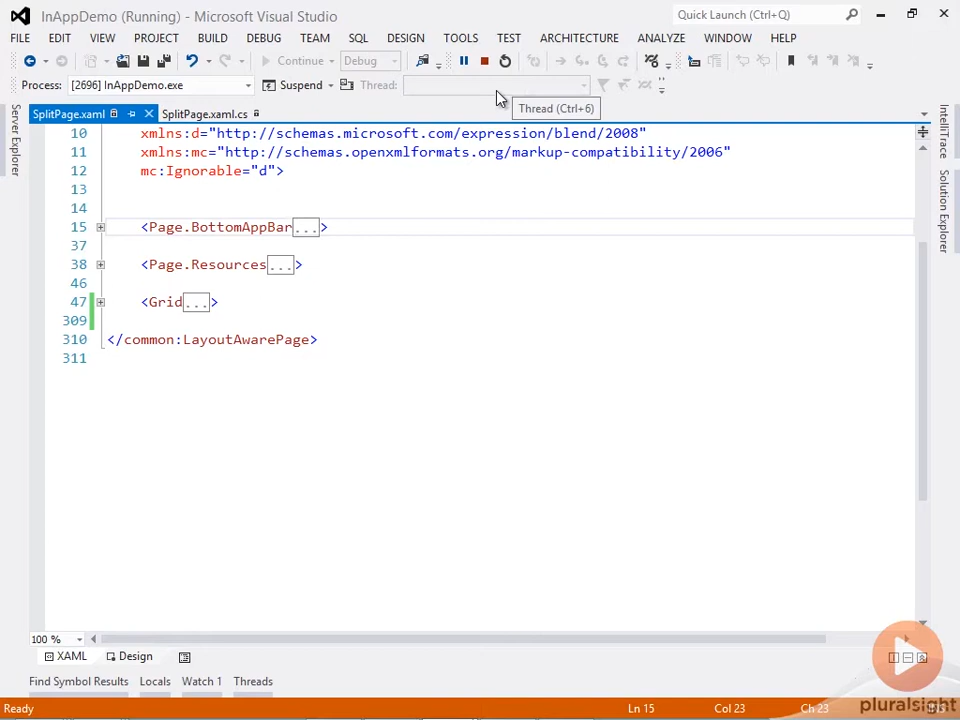 InAppDemo (Running) - Microsoft Visual Studio
Quick Launch (Ctrl+Q)
FILE EDIT VIEW PROJECT BUILD DEBUG TEAM SQL DESIGN TOOLS TEST ARCHITECTURE ANALYZE WINDOW HELP
Continue Debug
Process: [2696] InAppDemo.exe Suspend Thread:
Thread (Ctrl+6)
SplitPage.xaml SplitPage.xaml.cs
Server Explorer
IntelliTrace
Solution Explorer
10 xmlns:d="http://schemas.microsoft.com/expression/blend/2008"
11 xmlns:mc="http://schemas.openxmlformats.org/markup-compatibility/2006"
12 mc:Ignorable="d">
13
14
15 <Page.BottomAppBar...>
37
38 <Page.Resources...>
46
47 <Grid...>
309
310 </common:LayoutAwarePage>
311
100 %
XAML Design
Find Symbol Results Locals Watch 1 Threads
Ready Ln 15 Col 23 Ch 23
pluralsight